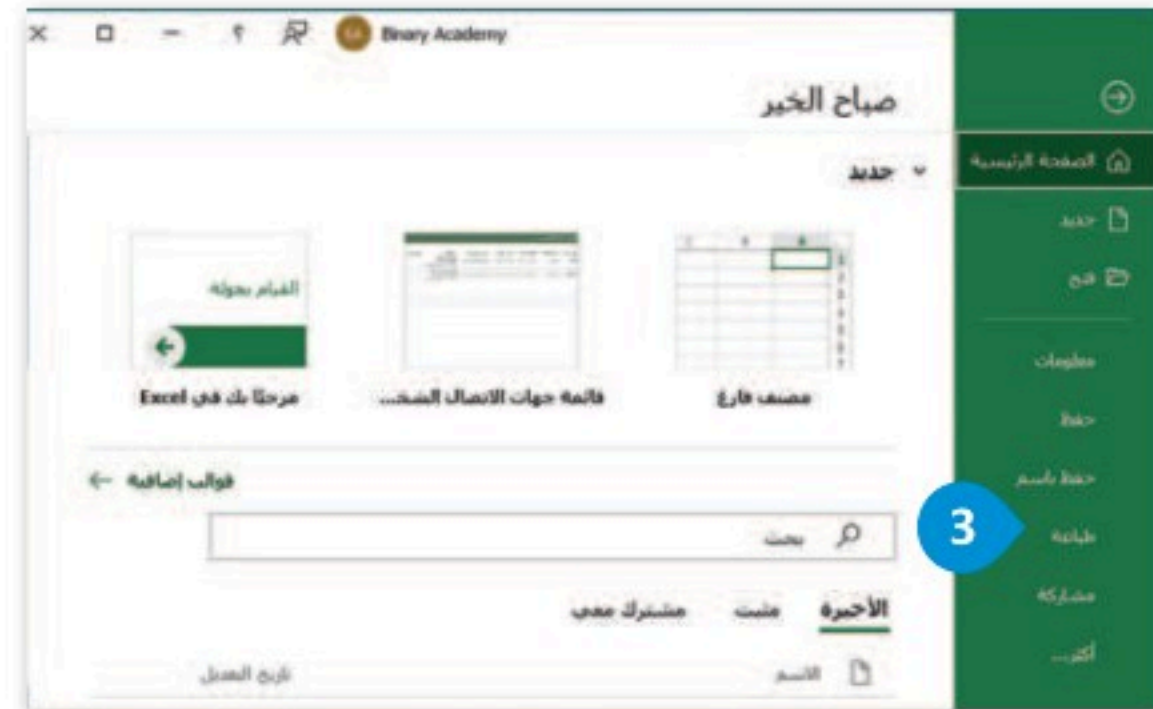 Binary Academy
صباح الخير
جديد
القيام بجولة
مصنف فارغ
قائمة جهات الاتصال الشخـ...
مرحبًا بك في Excel
قوالب إضافية
بحث
الأخيرة مثبت مشترك معي
الاسم تاريخ التعديل
الصفحة الرئيسية
جديد
فتح
معلومات
حفظ
حفظ باسم
طباعة
3
مشاركة
أكثر...